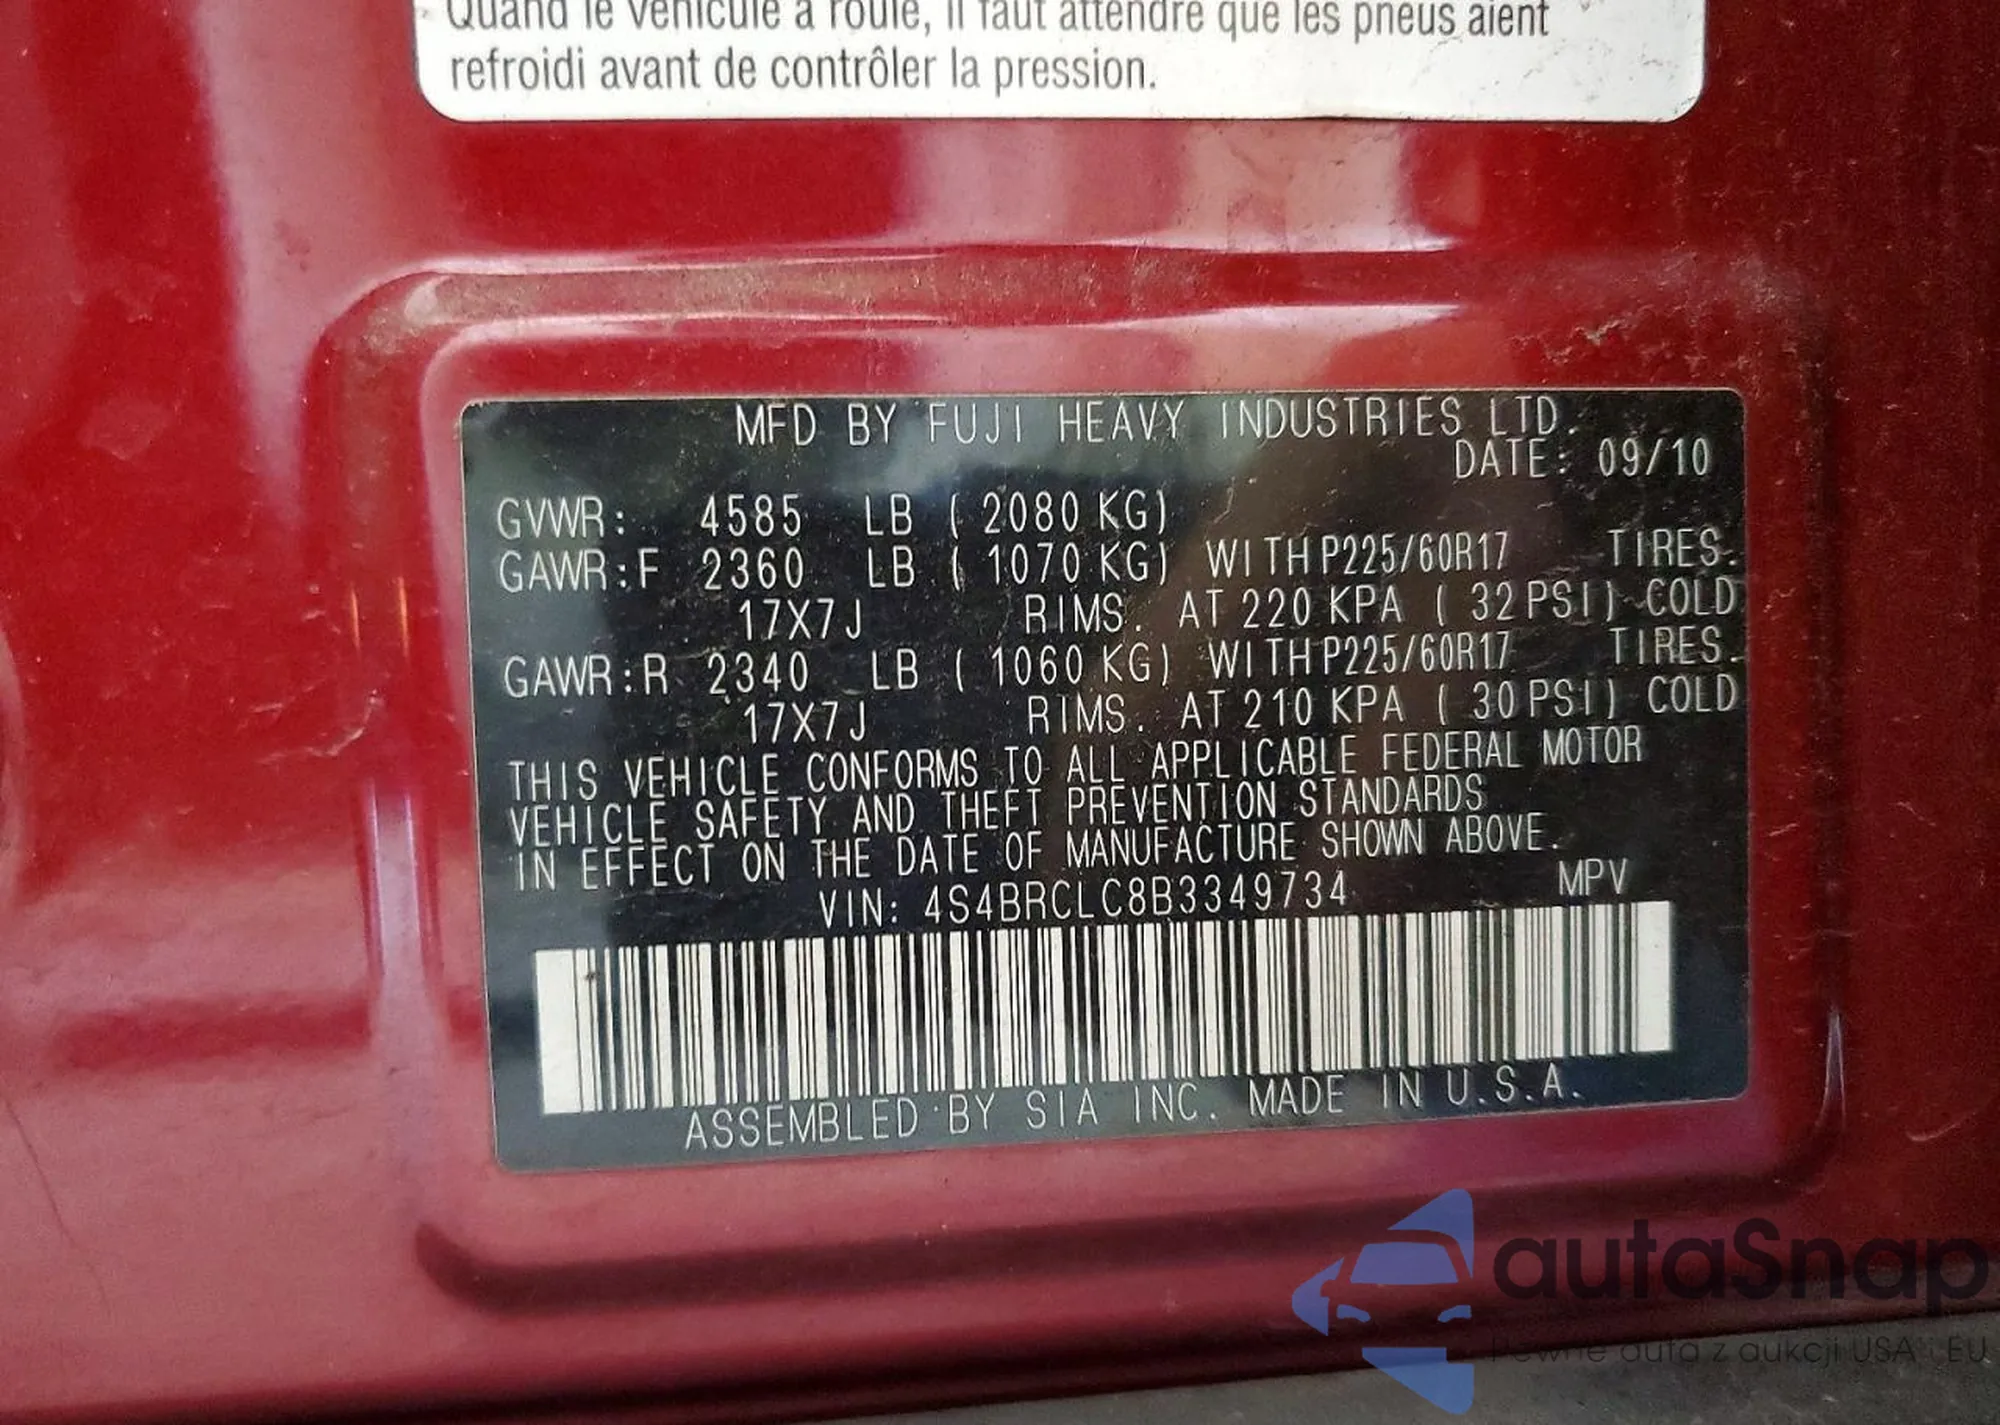 Quand le véhicule a roulé, il faut attendre que les pneus aient
refroidi avant de contrôler la pression.
MFD BY FUJI HEAVY INDUSTRIES LTD.
DATE: 09/10
GVWR: 4585 LB ( 2080 KG)
GAWR:F 2360 LB ( 1070 KG) WITH P225/60R17 TIRES.
17X7J RIMS. AT 220 KPA ( 32 PSI) COLD
GAWR:R 2340 LB ( 1060 KG) WITH P225/60R17 TIRES.
17X7J RIMS. AT 210 KPA ( 30 PSI) COLD
THIS VEHICLE CONFORMS TO ALL APPLICABLE FEDERAL MOTOR
VEHICLE SAFETY AND THEFT PREVENTION STANDARDS
IN EFFECT ON THE DATE OF MANUFACTURE SHOWN ABOVE.
VIN: 4S4BRCLC8B3349734 MPV
ASSEMBLED BY SIA INC. MADE IN U.S.A.
autaSnap
Pewne auta z aukcji USA i EU